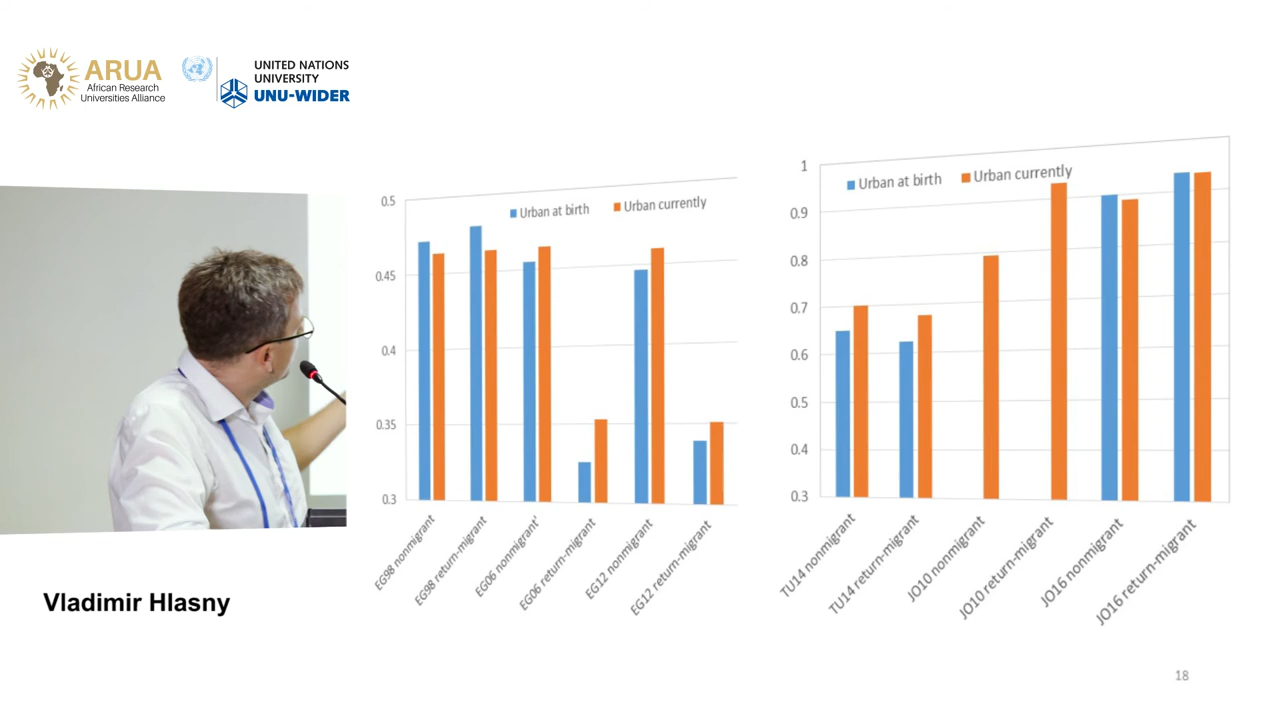 ARUA
African Research
Universities Alliance
UNITED NATIONS
UNIVERSITY
UNU-WIDER
Vladimir Hlasny
0.5
0.45
0.4
0.35
0.3
Urban at birth
Urban currently
EG98 nonmigrant
EG98 return-migrant
EG06 nonmigrant'
EG06 return-migrant
EG12 nonmigrant
EG12 return-migrant
1
0.9
0.8
0.7
0.6
0.5
0.4
0.3
Urban at birth
Urban currently
TU14 nonmigrant
TU14 return-migrant
JO10 nonmigrant
JO10 return-migrant
JO16 nonmigrant
JO16 return-migrant
18